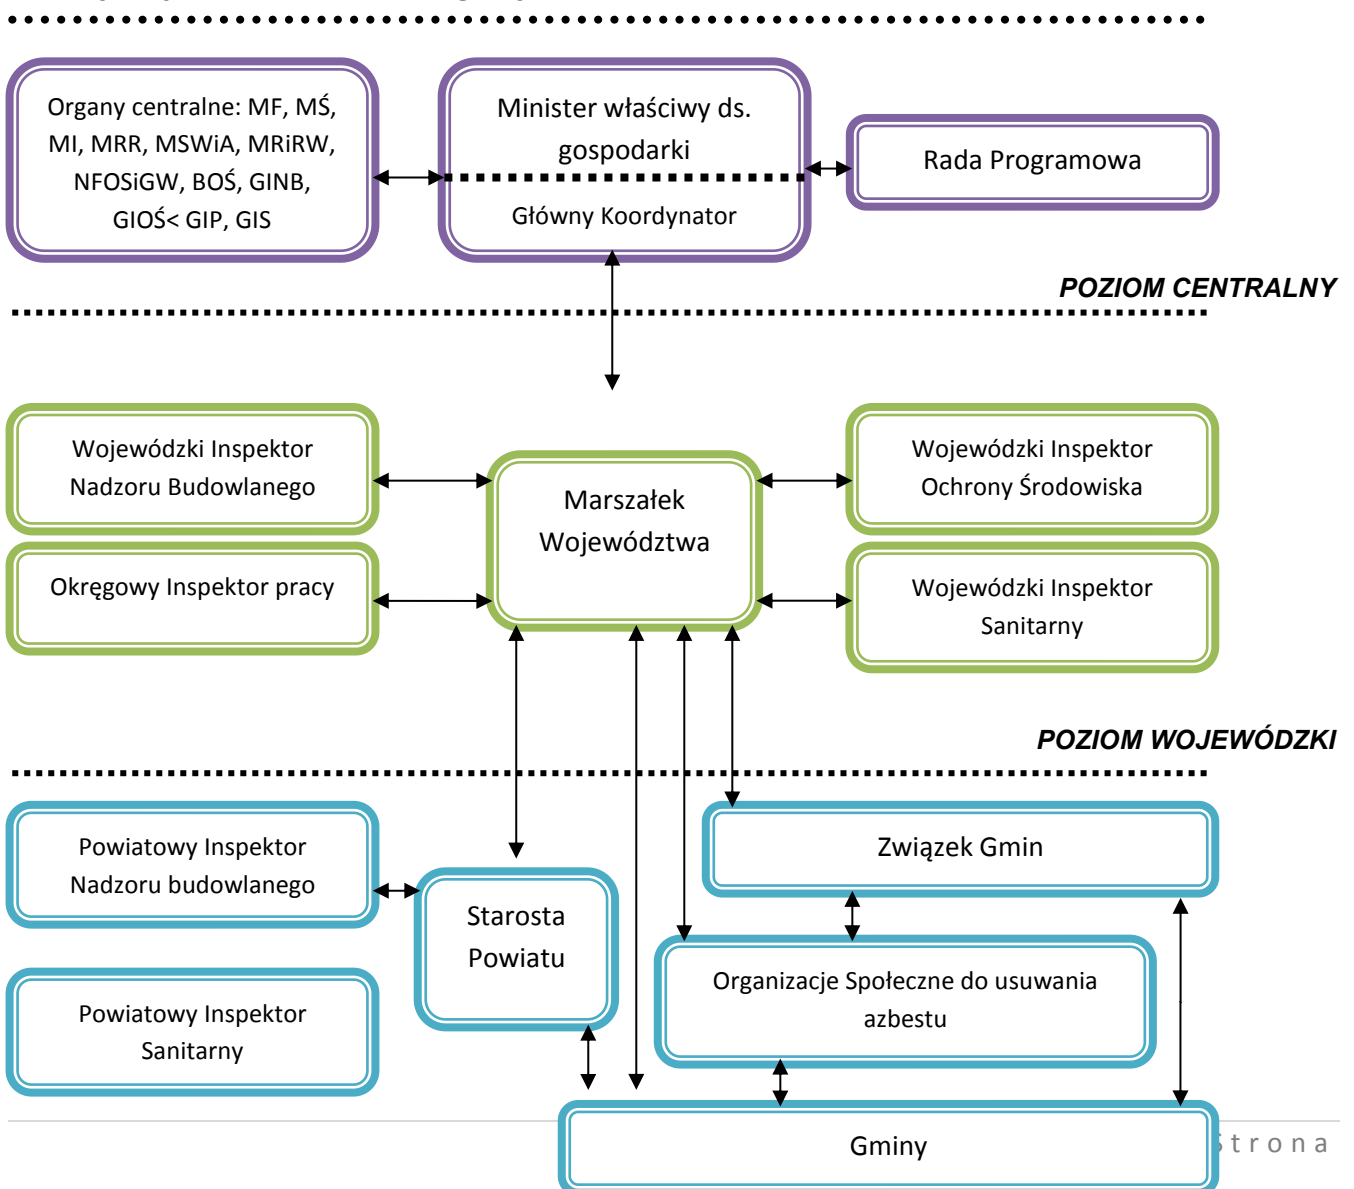 Organy centralne: MF, MŚ,
MI, MRR, MSWiA, MRiRW,
NFOSiGW, BOŚ, GINB,
GIOŚ< GIP, GIS
Minister właściwy ds.
gospodarki
Główny Koordynator
Rada Programowa
POZIOM CENTRALNY
Wojewódzki Inspektor
Nadzoru Budowlanego
Okręgowy Inspektor pracy
Marszałek
Województwa
Wojewódzki Inspektor
Ochrony Środowiska
Wojewódzki Inspektor
Sanitarny
POZIOM WOJEWÓDZKI
Powiatowy Inspektor
Nadzoru budowlanego
Powiatowy Inspektor
Sanitarny
Starosta
Powiatu
Związek Gmin
Organizacje Społeczne do usuwania
azbestu
Gminy
Strona